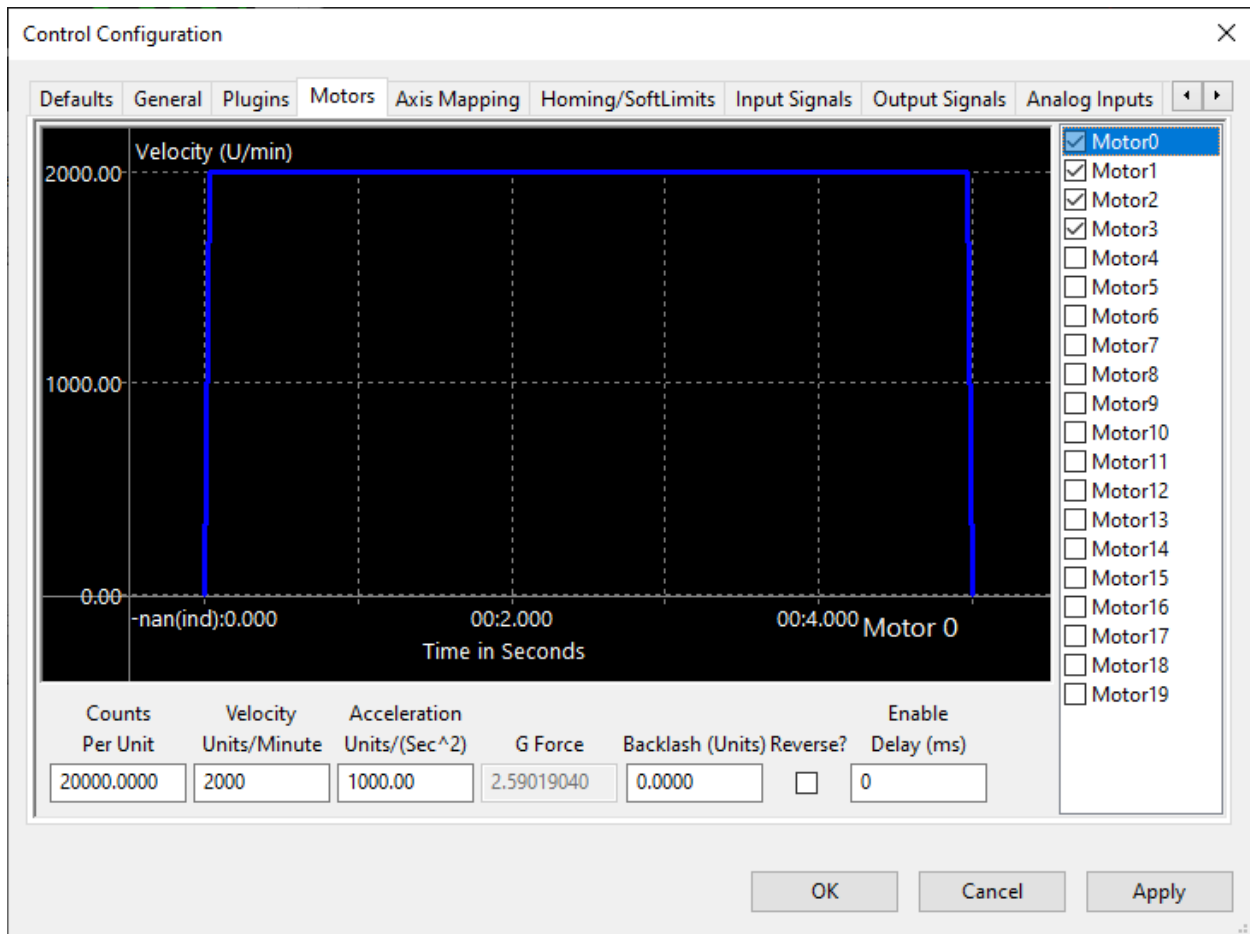 Control Configuration
Defaults General Plugins Motors Axis Mapping Homing/SoftLimits Input Signals Output Signals Analog Inputs
Velocity (U/min)
2000.00
1000.00
0.00
-nan(ind):0.000 00:2.000 00:4.000 Motor 0
Time in Seconds
Motor0
Motor1
Motor2
Motor3
Motor4
Motor5
Motor6
Motor7
Motor8
Motor9
Motor10
Motor11
Motor12
Motor13
Motor14
Motor15
Motor16
Motor17
Motor18
Motor19
Counts Velocity Acceleration Enable
Per Unit Units/Minute Units/(Sec^2) G Force Backlash (Units) Reverse? Delay (ms)
20000.0000 2000 1000.00 2.59019040 0.0000 0
OK Cancel Apply